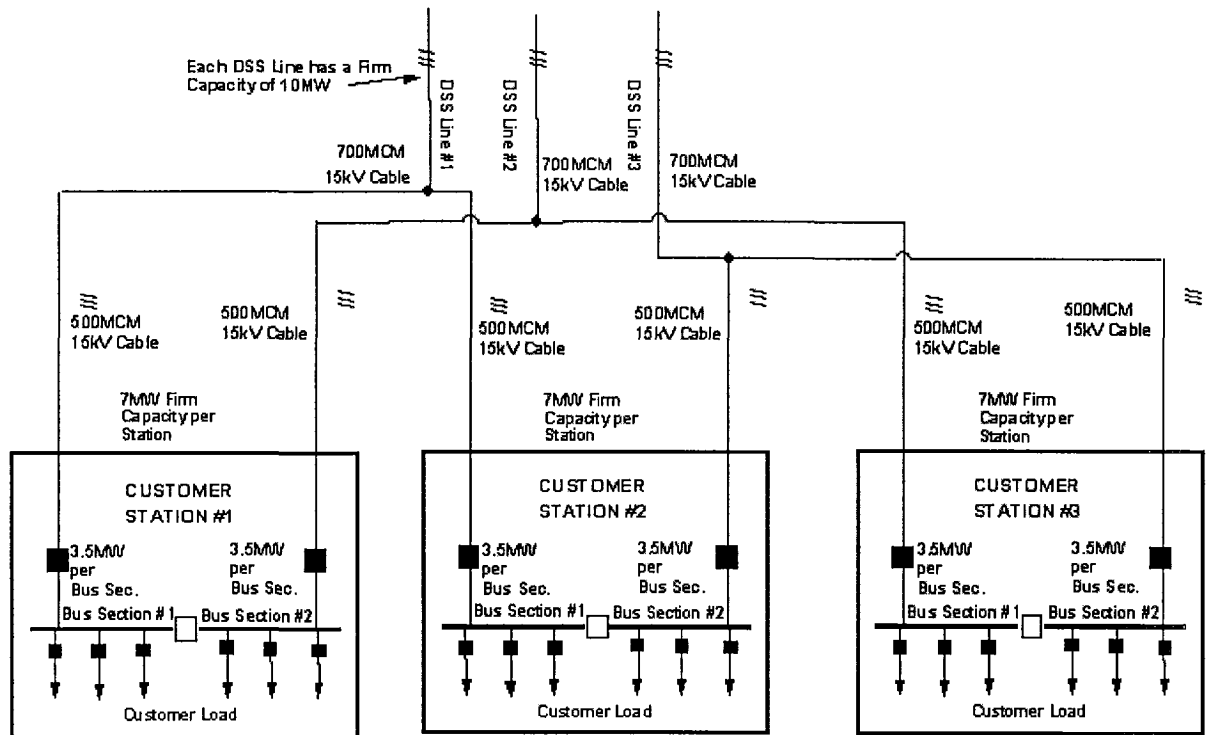 Each DSS Line has a Firm
Capacity of 10MW
DSS Line #1
DSS Line #2
DSS Line #3
700MCM
15kV Cable
700MCM
15kV Cable
700MCM
15kV Cable
500MCM
15kV Cable
500MCM
15kV Cable
500MCM
15kV Cable
500MCM
15kV Cable
500MCM
15kV Cable
500MCM
15kV Cable
7MW Firm
Capacity per
Station
7MW Firm
Capacity per
Station
7MW Firm
Capacity per
Station
CUSTOMER
STATION #1
3.5MW
per
Bus Sec.
3.5MW
per
Bus Sec.
Bus Section #1
Bus Section #2
Customer Load
CUSTOMER
STATION #2
3.5MW
per
Bus Sec.
3.5MW
per
Bus Sec.
Bus Section #1
Bus Section #2
Customer Load
CUSTOMER
STATION #3
3.5MW
per
Bus Sec.
3.5MW
per
Bus Sec.
Bus Section #1
Bus Section #2
Customer Load